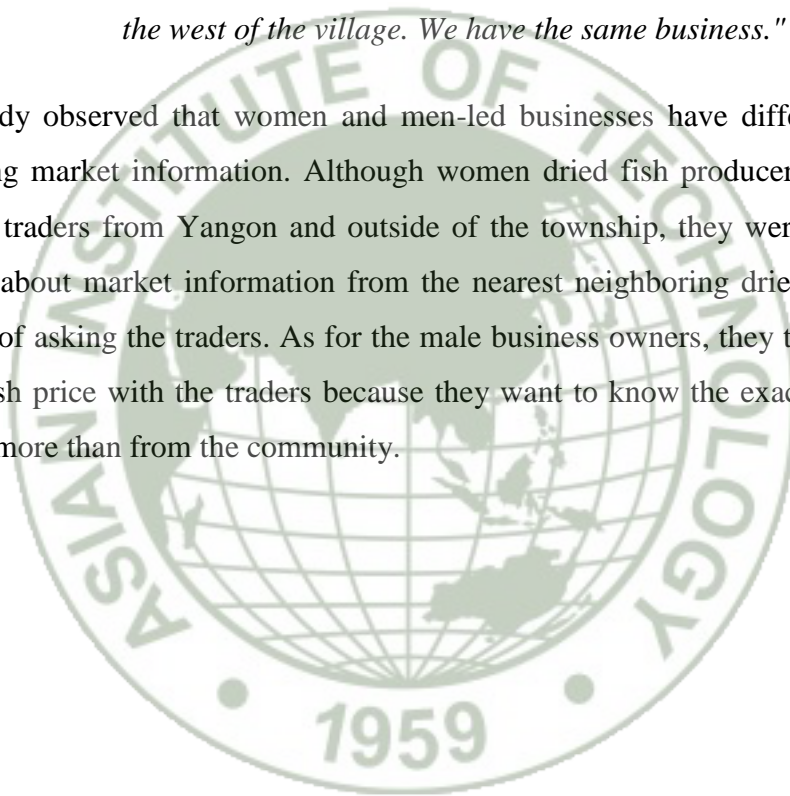 the west of the village. We have the same business."
dy observed that women and men-led businesses have diffe
g market information. Although women dried fish producer
traders from Yangon and outside of the township, they wer
about market information from the nearest neighboring drie
of asking the traders. As for the male business owners, they t
sh price with the traders because they want to know the exac
more than from the community.
ASIAN INSTITUTE OF TECHNOLOGY
1959